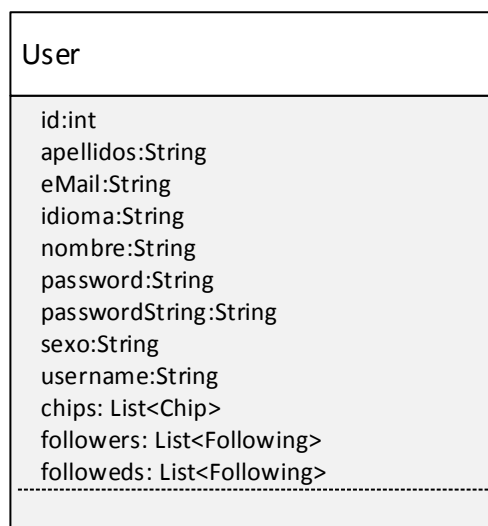 User
id:int
apellidos:String
eMail:String
idioma:String
nombre:String
password:String
passwordString:String
sexo:String
username:String
chips: List<Chip>
followers: List<Following>
followeds: List<Following>